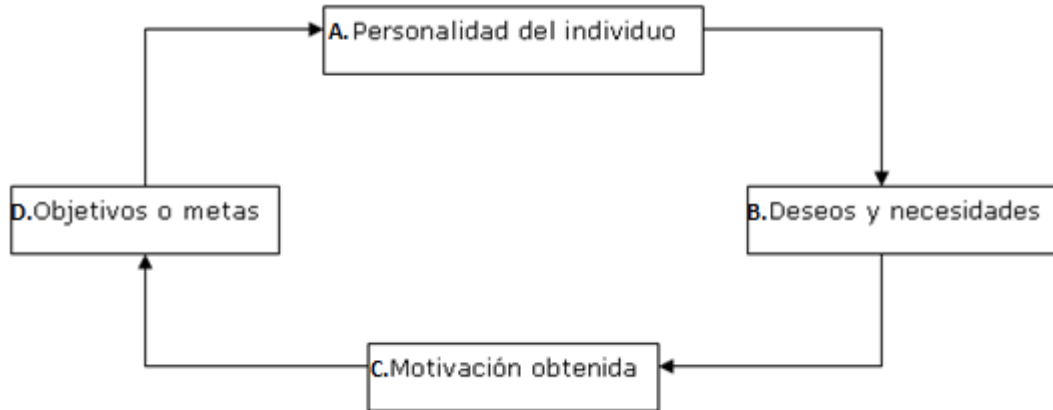 A.Personalidad del individuo
D.Objetivos o metas
B.Deseos y necesidades
C.Motivación obtenida